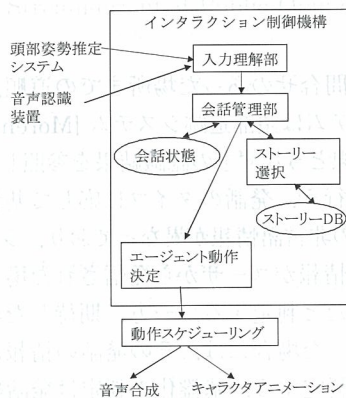 インタラクション制御機構
頭部姿勢推定
システム
入力理解部
音声認識
装置
会話管理部
会話状態
ストーリー
選択
ストーリーDB
エージェント動作
決定
動作スケジューリング
音声合成
キャラクタアニメーション